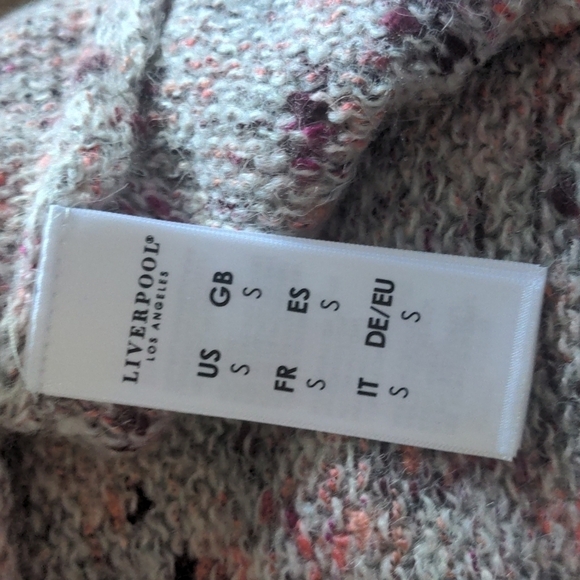 LIVERPOOL®
LOS ANGELES
US GB
S S
FR ES
S S
IT DE/EU
S S